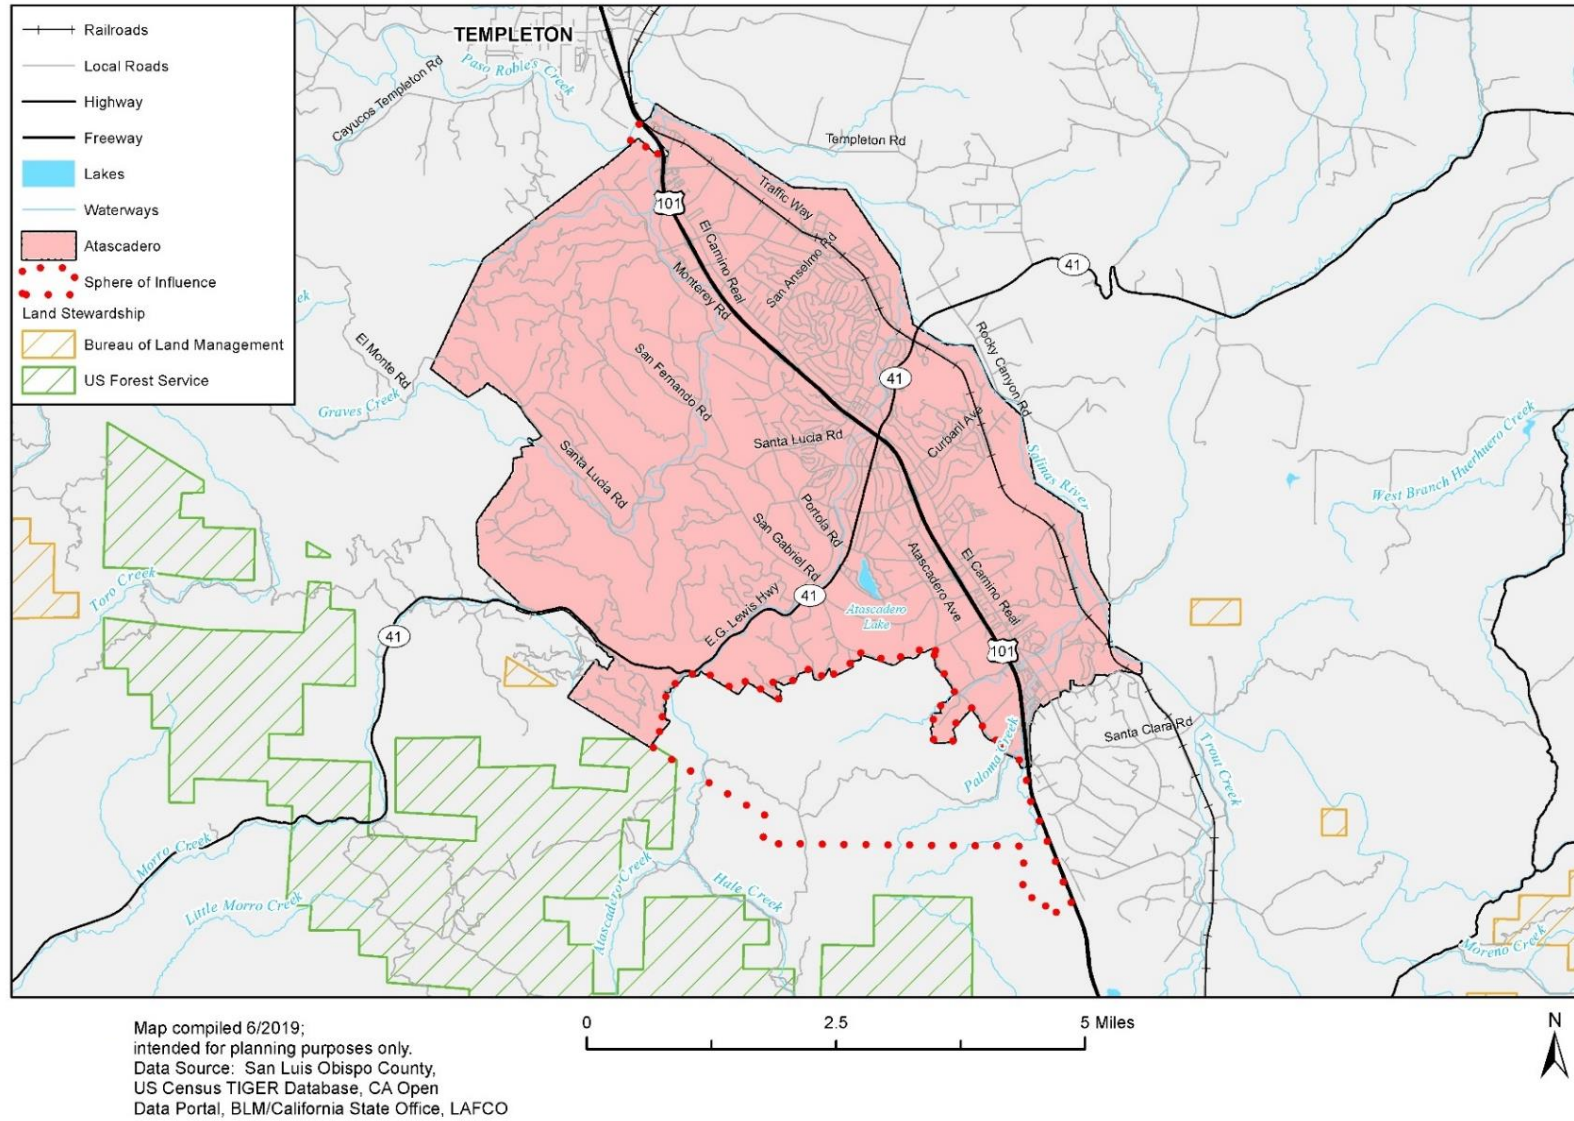 Railroads
Local Roads
Highway
Freeway
Lakes
Waterways
Atascadero
Sphere of Influence
Land Stewardship
Bureau of Land Management
US Forest Service
TEMPLETON
Paso Robles Creek
Cayucos Templeton Rd
Templeton Rd
Traffic Way
101
El Camino Real
San Anselmo Rd
Monterey Rd
41
Rocky Canyon Rd
El Monte Rd
Graves Creek
San Fernando Rd
41
Santa Lucia Rd
Curbaril Ave
Santa Lucia Rd
Salinas River
West Branch Huerhuero Creek
Portola Rd
San Gabriel Rd
Atascadero Ave
El Camino Real
Toro Creek
41
E.G. Lewis Hwy
41
Atascadero
Lake
101
Santa Clara Rd
Paloma Creek
Trout Creek
Morro Creek
Little Morro Creek
Atascadero Creek
Hale Creek
Moreno Creek
Map compiled 6/2019;
intended for planning purposes only.
Data Source: San Luis Obispo County,
US Census TIGER Database, CA Open
Data Portal, BLM/California State Office, LAFCO
0 2.5 5 Miles
N